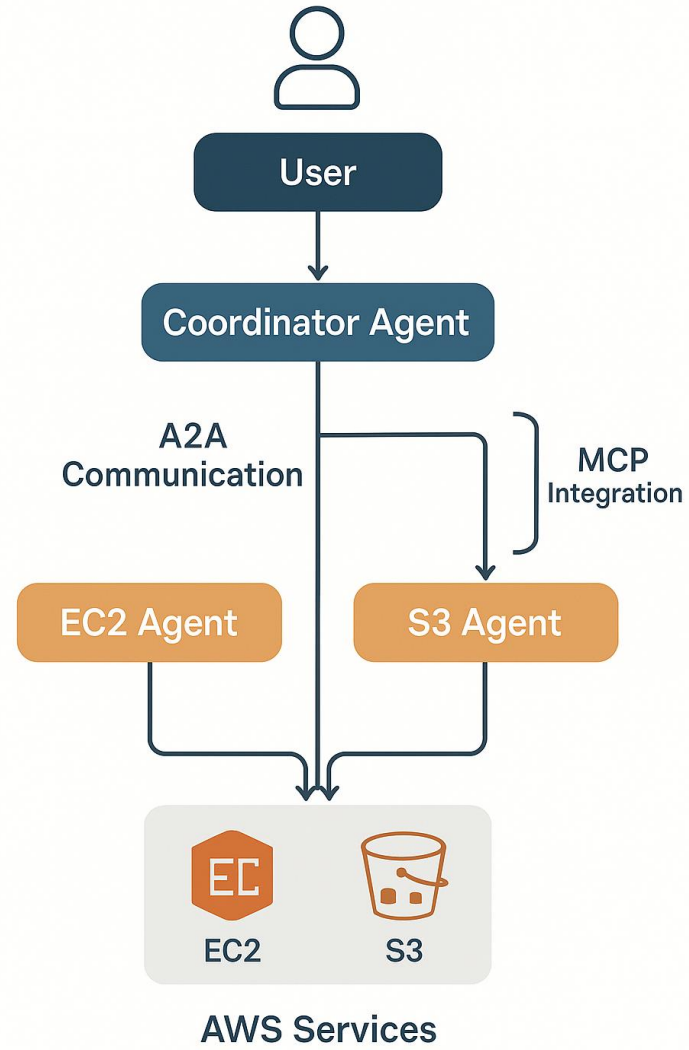 User
Coordinator Agent
A2A
Communication
MCP
Integration
EC2 Agent
S3 Agent
EC
EC2
S3
AWS Services